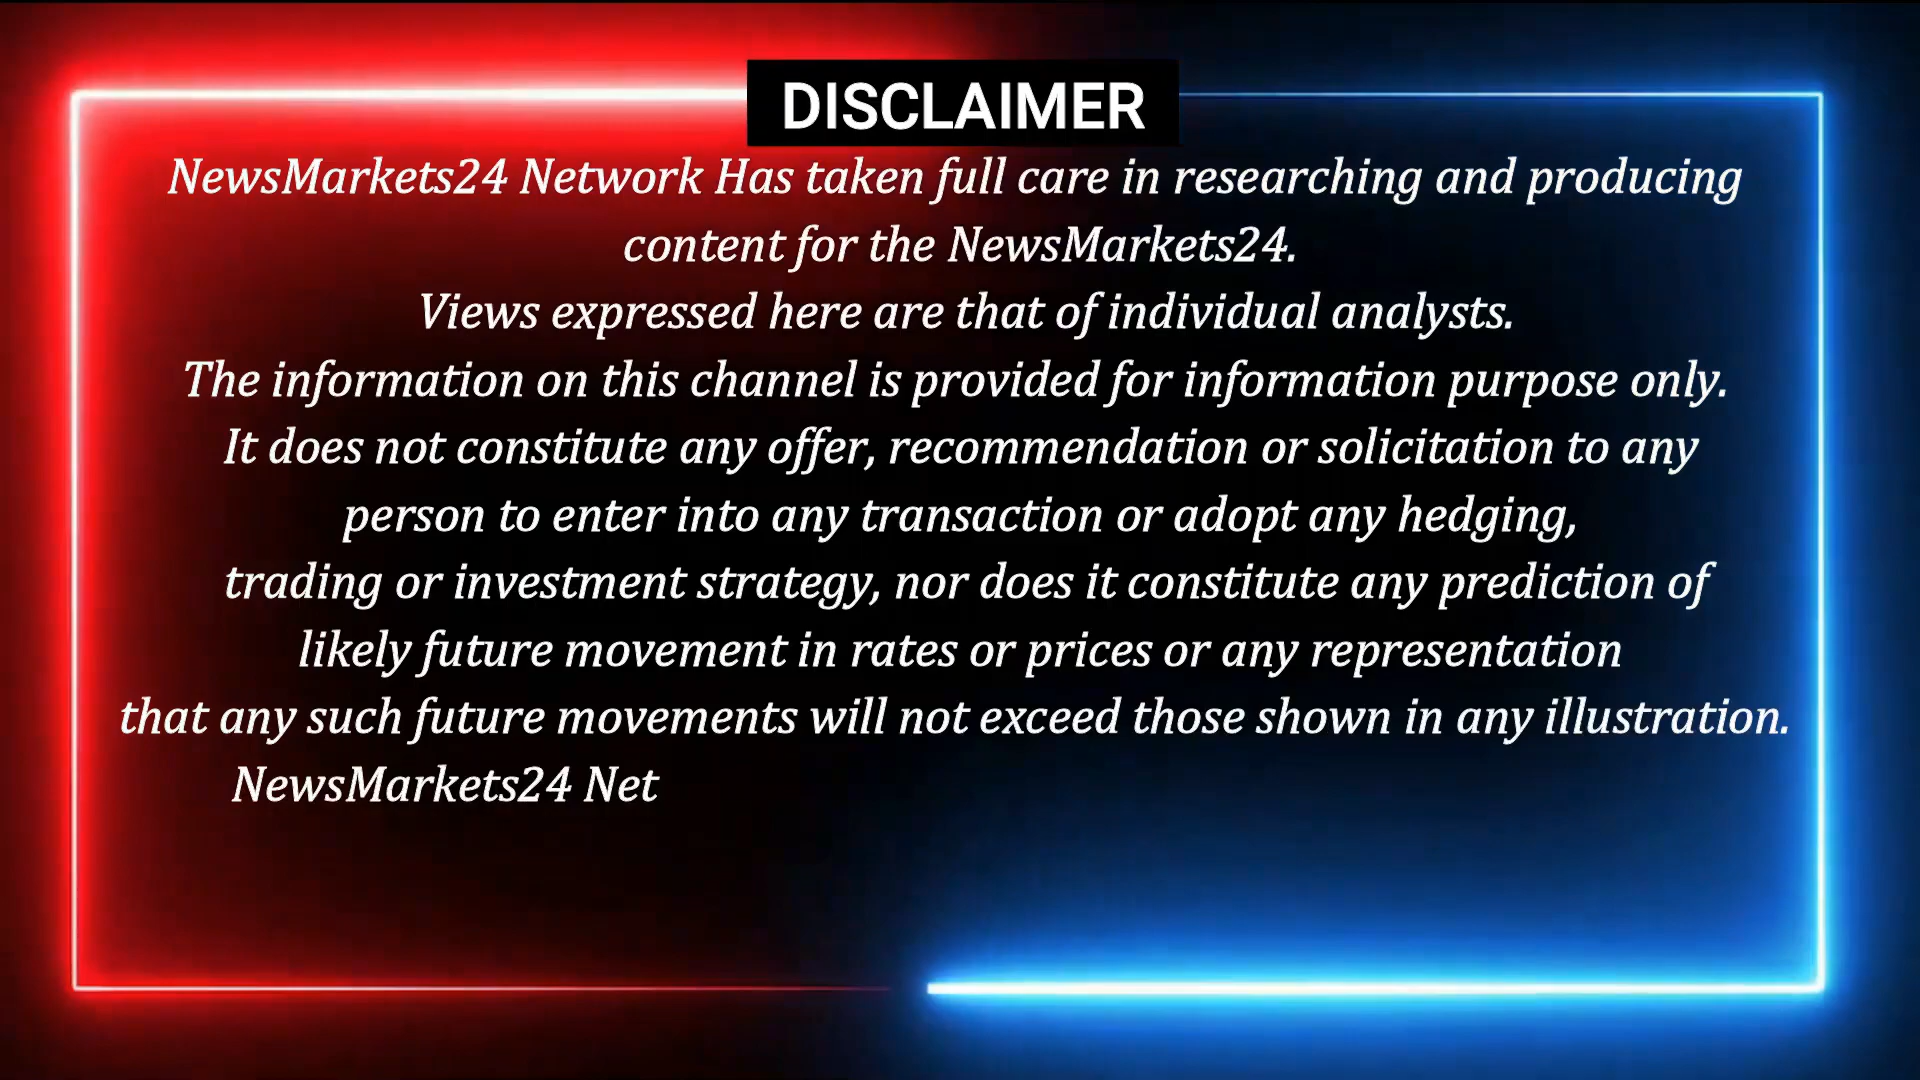 DISCLAIMER
NewsMarkets24 Network Has taken full care in researching and producing
content for the NewsMarkets24.
Views expressed here are that of individual analysts.
The information on this channel is provided for information purpose only.
It does not constitute any offer, recommendation or solicitation to any
person to enter into any transaction or adopt any hedging,
trading or investment strategy, nor does it constitute any prediction of
likely future movement in rates or prices or any representation
that any such future movements will not exceed those shown in any illustration.
NewsMarkets24 Net